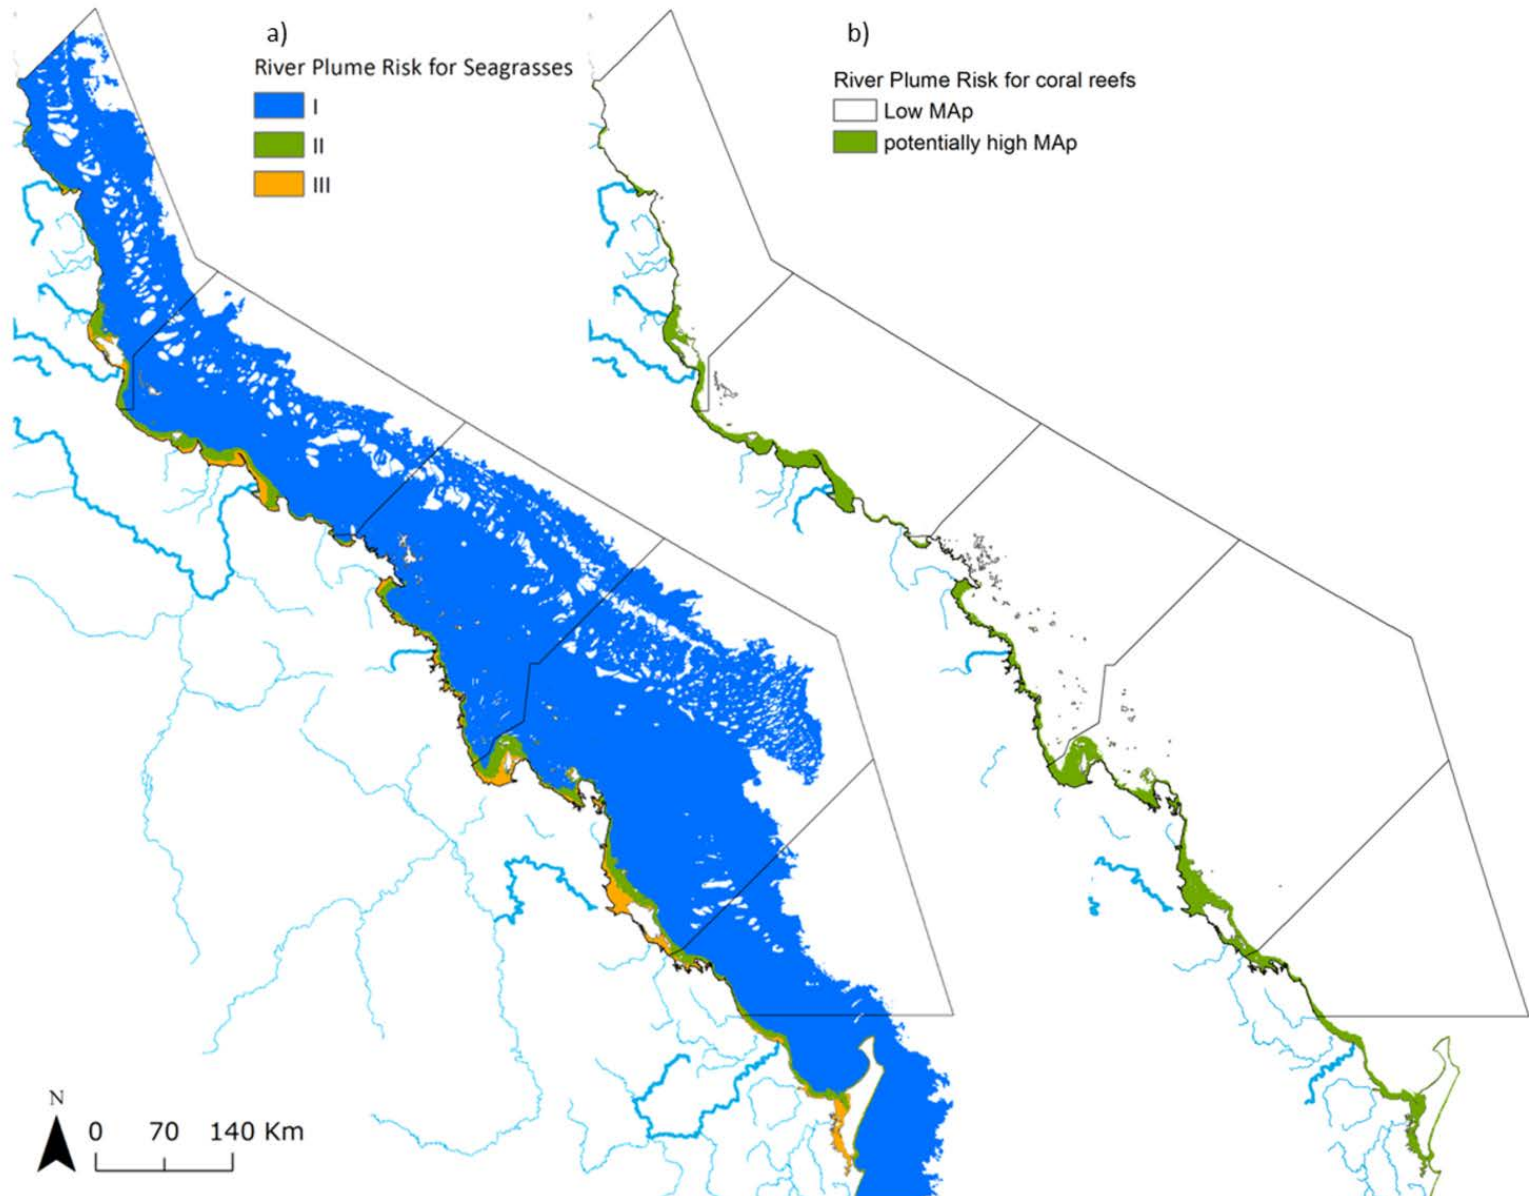 a)
River Plume Risk for Seagrasses
I
II
III
b)
River Plume Risk for coral reefs
Low MAp
potentially high MAp
N
0 70 140 Km